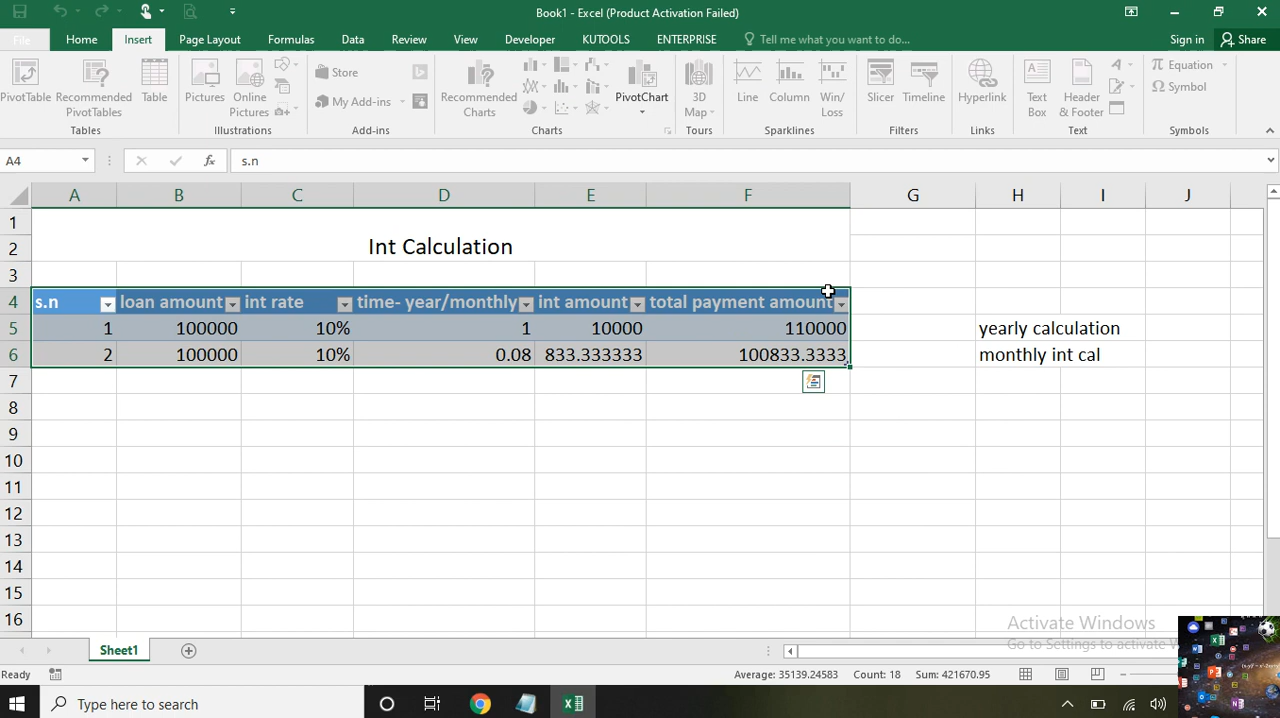 Book1 - Excel (Product Activation Failed)
File Home Insert Page Layout Formulas Data Review View Developer KUTOOLS ENTERPRISE Tell me what you want to do... Sign in Share
PivotTable Recommended PivotTables Table
Tables
Pictures Online Pictures
Illustrations
Store
My Add-ins
Add-ins
Recommended Charts
PivotChart
Charts
3D Map
Tours
Line Column Win/ Loss
Sparklines
Slicer Timeline
Filters
Hyperlink
Links
Text Box Header & Footer
Text
Equation
Symbol
Symbols
A4 fx s.n
A B C D E F G H I J
1
2 Int Calculation
3
4 s.n loan amount int rate time- year/monthly int amount total payment amount
5 1 100000 10% 1 10000 110000 yearly calculation
6 2 100000 10% 0.08 833.333333 100833.3333 monthly int cal
7
8
9
10
11
12
13
14
15
16
Activate Windows
Go to Settings to activate
Sheet1
Ready Average: 35139.24583 Count: 18 Sum: 421670.95
Type here to search